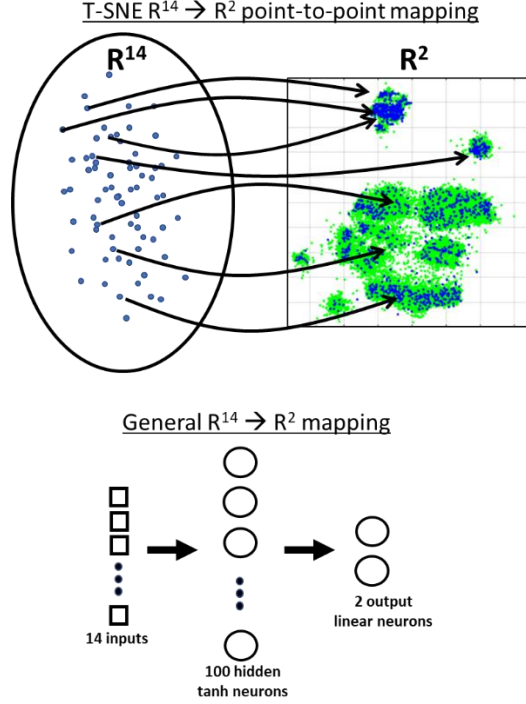 T-SNE R¹⁴ → R² point-to-point mapping
R¹⁴
R²
General R¹⁴ → R² mapping
14 inputs
100 hidden
tanh neurons
2 output
linear neurons